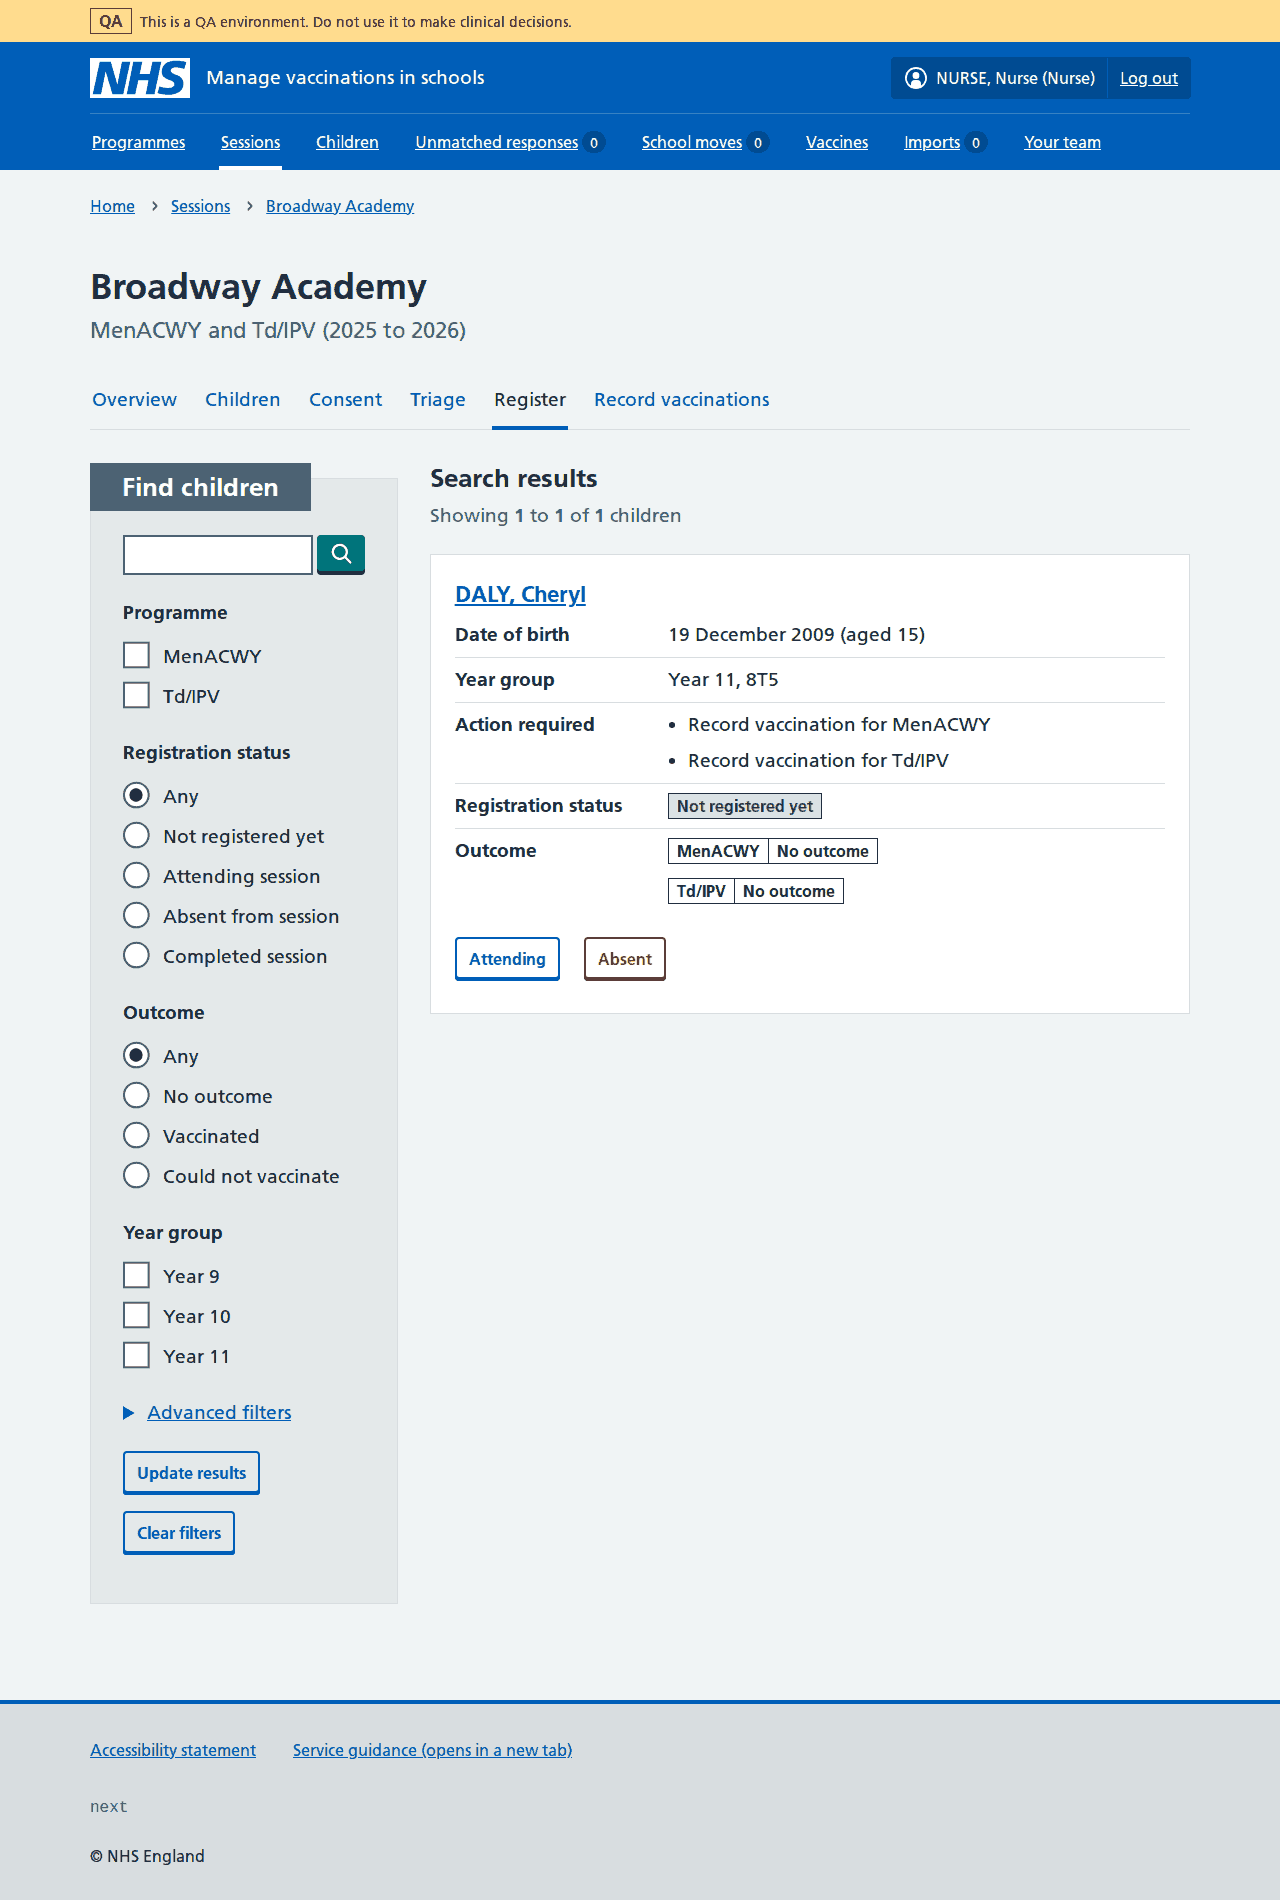 QA This is a QA environment. Do not use it to make clinical decisions.
NHS Manage vaccinations in schools NURSE, Nurse (Nurse) Log out
Programmes Sessions Children Unmatched responses 0 School moves 0 Vaccines Imports 0 Your team
Home Sessions Broadway Academy
Broadway Academy
MenACWY and Td/IPV (2025 to 2026)
Overview Children Consent Triage Register Record vaccinations
Find children
Programme
MenACWY
Td/IPV
Registration status
Any
Not registered yet
Attending session
Absent from session
Completed session
Outcome
Any
No outcome
Vaccinated
Could not vaccinate
Year group
Year 9
Year 10
Year 11
Advanced filters
Update results
Clear filters
Search results
Showing 1 to 1 of 1 children
DALY, Cheryl
Date of birth 19 December 2009 (aged 15)
Year group Year 11, 8T5
Action required • Record vaccination for MenACWY
• Record vaccination for Td/IPV
Registration status Not registered yet
Outcome MenACWY No outcome
Td/IPV No outcome
Attending Absent
Accessibility statement Service guidance (opens in a new tab)
next
© NHS England